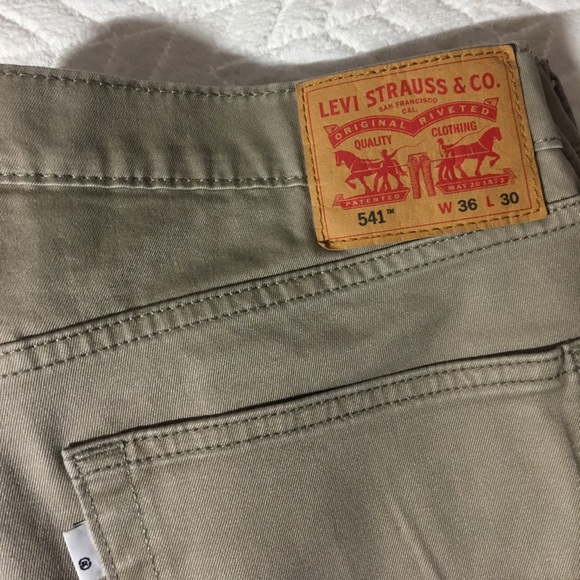 LEVI STRAUSS & CO.
SAN FRANCISCO
CAL.
ORIGINAL RIVETED
QUALITY CLOTHING
PATENTED MAY 20 1873
541™ W 36 L 30
®